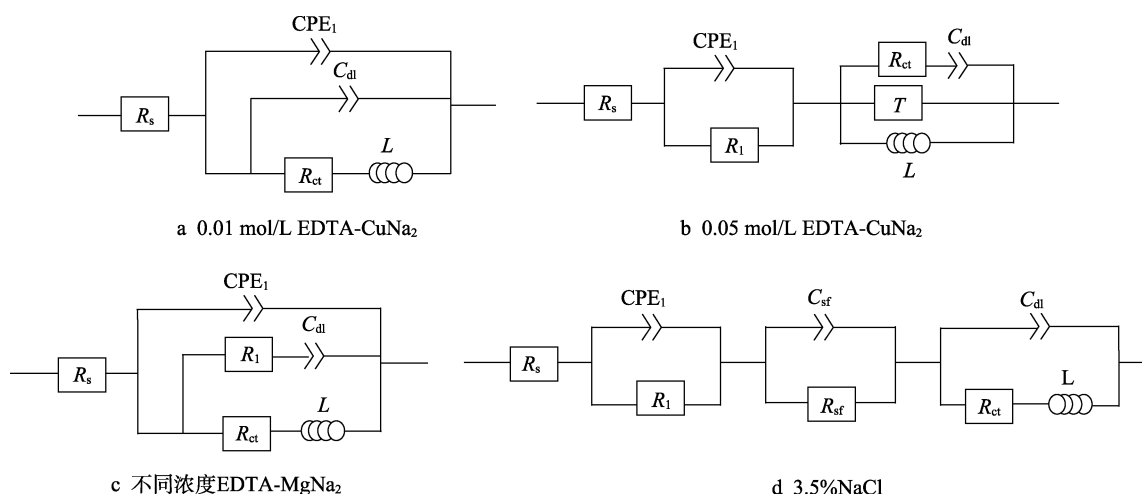 CPE₁
C_dl
R_s
R_ct
L
a 0.01 mol/L EDTA-CuNa₂
CPE₁
R_s
R₁
R_ct
C_dl
T
L
b 0.05 mol/L EDTA-CuNa₂
CPE₁
C_dl
R₁
R_s
R_ct
L
c 不同浓度EDTA-MgNa₂
CPE₁
C_sf
C_dl
R_s
R₁
R_sf
R_ct
L
d 3.5%NaCl